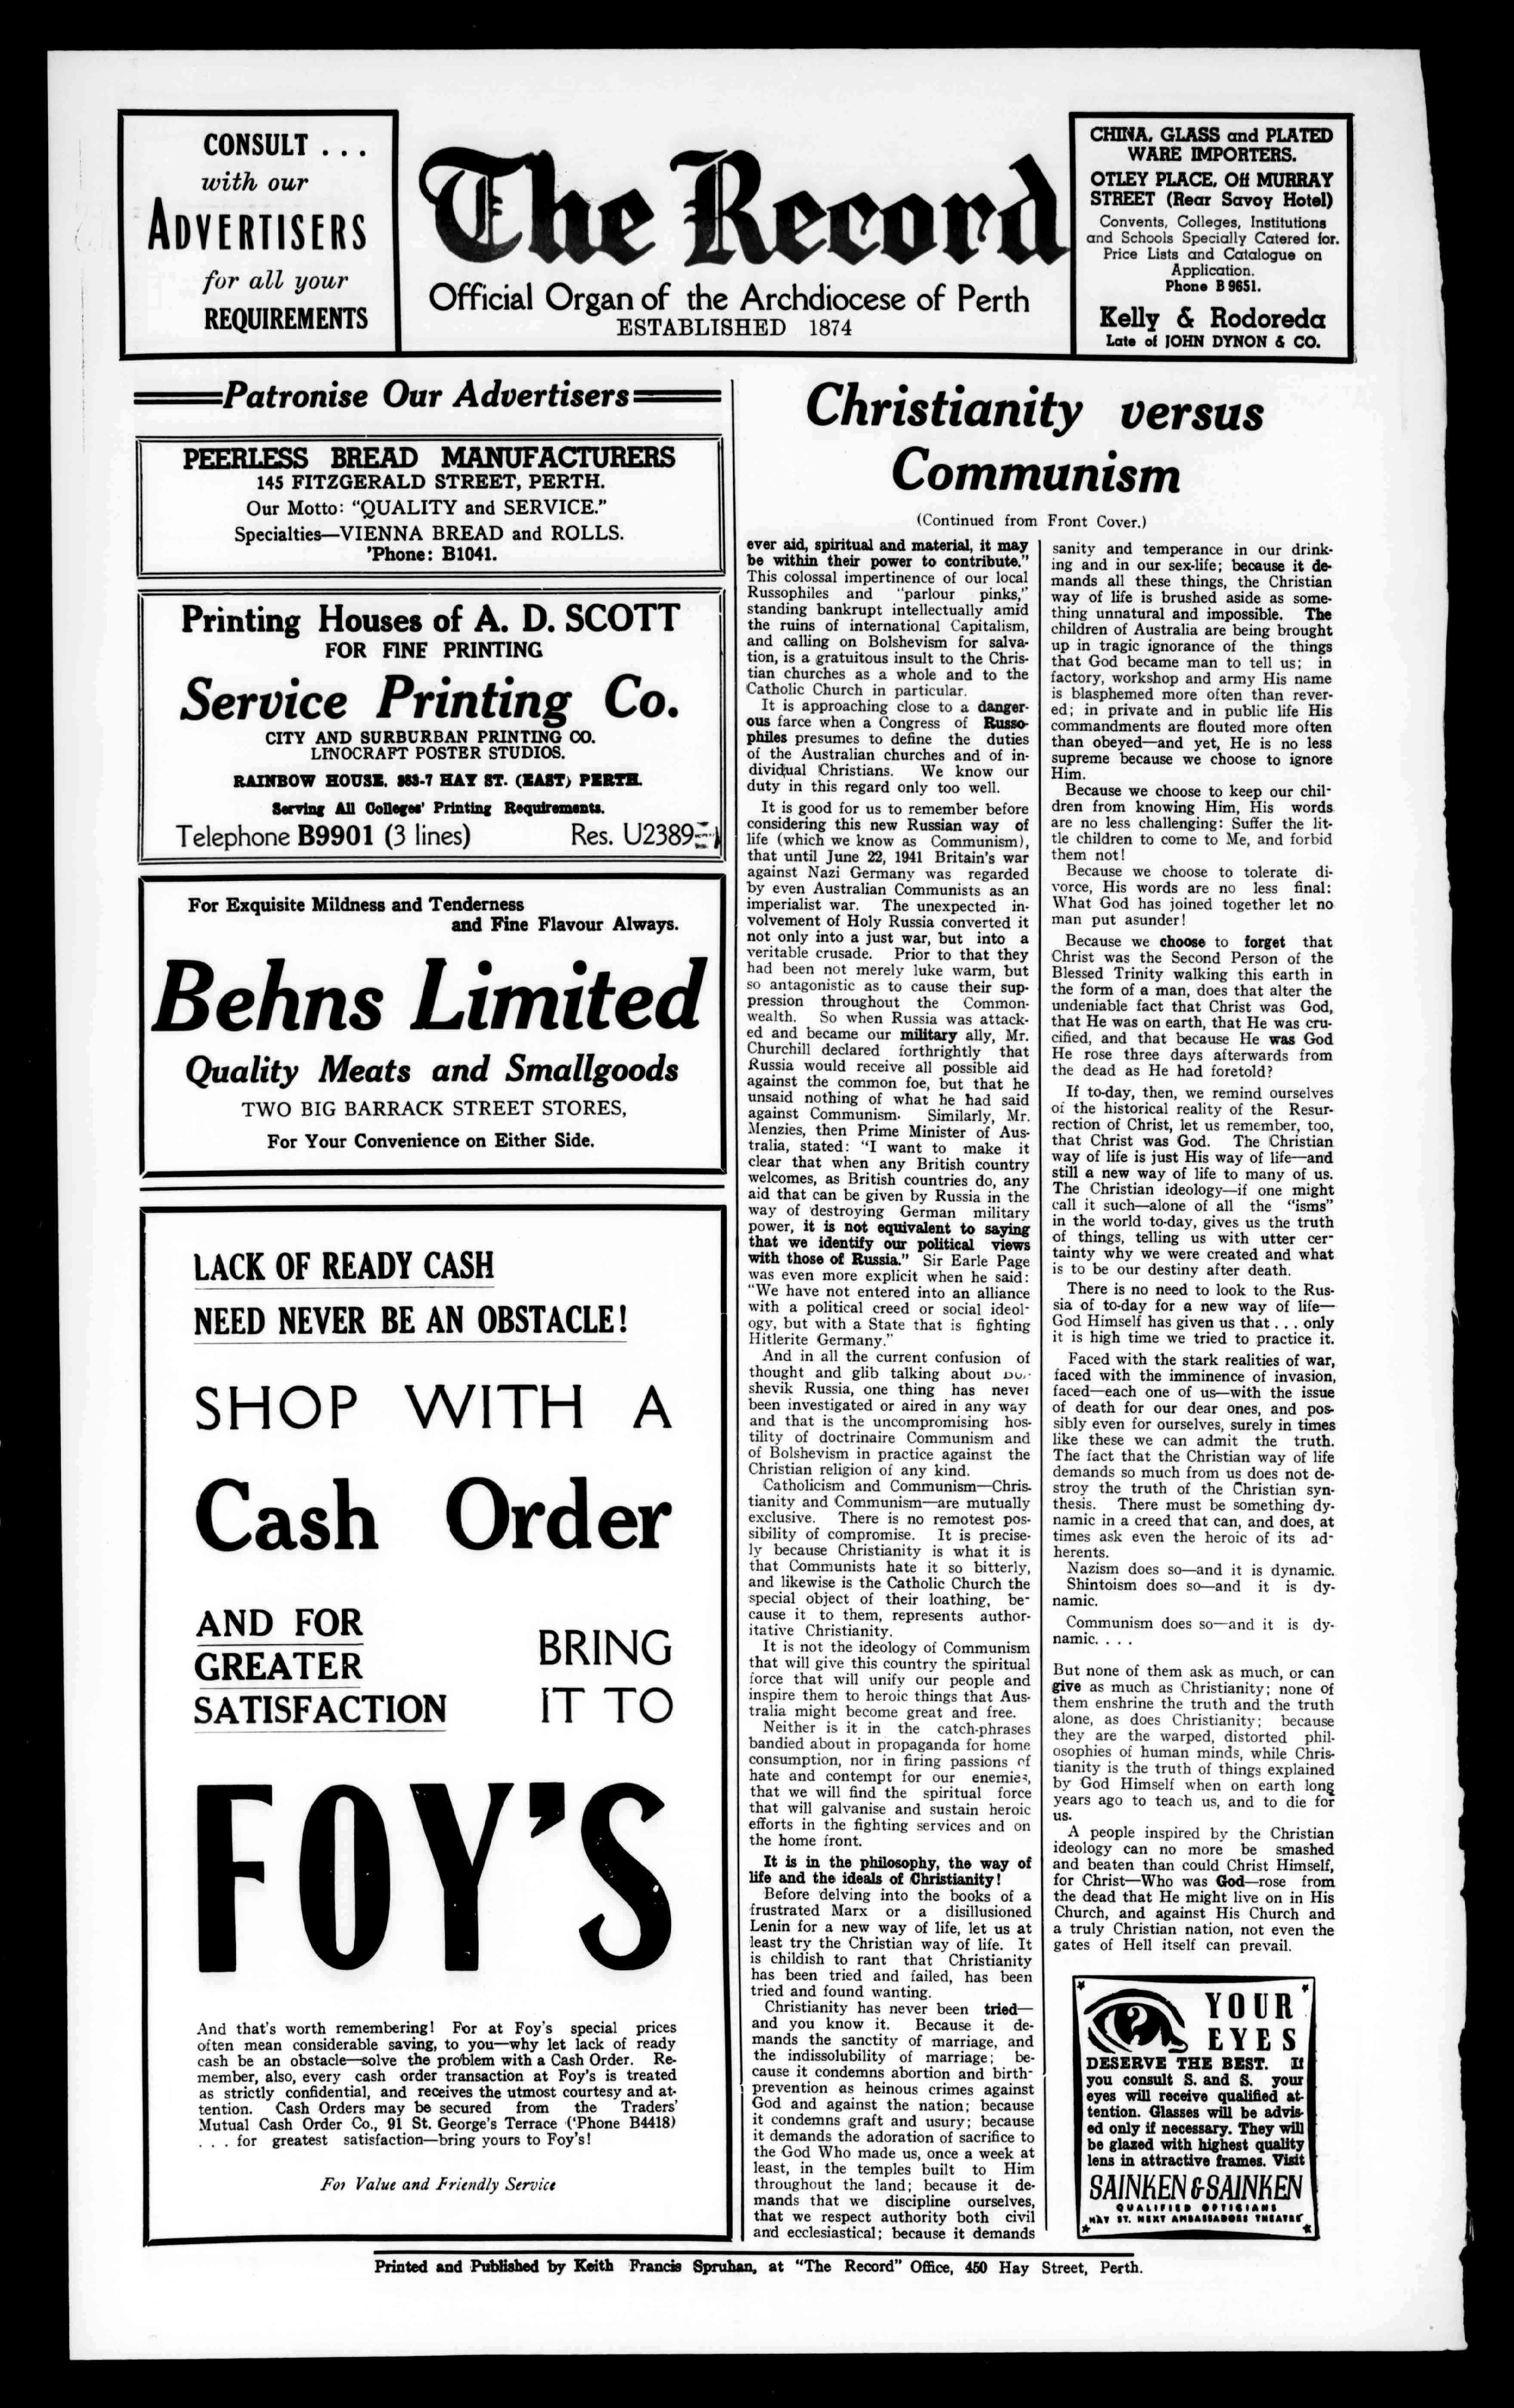 CONSULT . . .
with our
ADVERTISERS
for all your
REQUIREMENTS
The Record
Official Organ of the Archdiocese of Perth
ESTABLISHED 1874
CHINA, GLASS and PLATED
WARE IMPORTERS.
OTLEY PLACE, Off MURRAY
STREET (Rear Savoy Hotel)
Convents, Colleges, Institutions
and Schools Specially Catered for.
Price Lists and Catalogue on
Application.
Phone B 9651.
Kelly & Rodoreda
Late of JOHN DYNON & CO.
Patronise Our Advertisers
PEERLESS BREAD MANUFACTURERS
145 FITZGERALD STREET, PERTH.
Our Motto: "QUALITY and SERVICE."
Specialties—VIENNA BREAD and ROLLS.
'Phone: B1041.
Printing Houses of A. D. SCOTT
FOR FINE PRINTING
Service Printing Co.
CITY AND SURBURBAN PRINTING CO.
LINOCRAFT POSTER STUDIOS.
RAINBOW HOUSE, 983-7 HAY ST. (EAST) PERTH.
Serving All Colleges' Printing Requirements.
Telephone B9901 (3 lines) Res. U2389
For Exquisite Mildness and Tenderness
and Fine Flavour Always.
Behns Limited
Quality Meats and Smallgoods
TWO BIG BARRACK STREET STORES,
For Your Convenience on Either Side.
LACK OF READY CASH
NEED NEVER BE AN OBSTACLE!
SHOP WITH A
Cash Order
AND FOR
GREATER
SATISFACTION
BRING
IT TO
FOY'S
And that's worth remembering! For at Foy's special prices
often mean considerable saving, to you—why let lack of ready
cash be an obstacle—solve the problem with a Cash Order. Re-
member, also, every cash order transaction at Foy's is treated
as strictly confidential, and receives the utmost courtesy and at-
tention. Cash Orders may be secured from the Traders'
Mutual Cash Order Co., 91 St. George's Terrace ('Phone B4418)
. . . for greatest satisfaction—bring yours to Foy's!
For Value and Friendly Service
Christianity versus
Communism
(Continued from Front Cover.)
ever aid, spiritual and material, it may
be within their power to contribute."
This colossal impertinence of our local
Russophiles and "parlour pinks,"
standing bankrupt intellectually amid
the ruins of international Capitalism,
and calling on Bolshevism for salva-
tion, is a gratuitous insult to the Chris-
tian churches as a whole and to the
Catholic Church in particular.
It is approaching close to a danger-
ous farce when a Congress of Russo-
philes presumes to define the duties
of the Australian churches and of in-
dividual Christians. We know our
duty in this regard only too well.
It is good for us to remember before
considering this new Russian way of
life (which we know as Communism),
that until June 22, 1941 Britain's war
against Nazi Germany was regarded
by even Australian Communists as an
imperialist war. The unexpected in-
volvement of Holy Russia converted it
not only into a just war, but into a
veritable crusade. Prior to that they
had been not merely luke warm, but
so antagonistic as to cause their sup-
pression throughout the Common-
wealth. So when Russia was attack-
ed and became our military ally, Mr.
Churchill declared forthrightly that
Russia would receive all possible aid
against the common foe, but that he
unsaid nothing of what he had said
against Communism. Similarly, Mr.
Menzies, then Prime Minister of Aus-
tralia, stated: "I want to make it
clear that when any British country
welcomes, as British countries do, any
aid that can be given by Russia in the
way of destroying German military
power, it is not equivalent to saying
that we identify our political views
with those of Russia." Sir Earle Page
was even more explicit when he said:
"We have not entered into an alliance
with a political creed or social ideol-
ogy, but with a State that is fighting
Hitlerite Germany."
And in all the current confusion of
thought and glib talking about
shevik Russia, one thing has never
been investigated or aired in any way
and that is the uncompromising hos-
tility of doctrinaire Communism and
of Bolshevism in practice against the
Christian religion of any kind.
Catholicism and Communism—Chris-
tianity and Communism—are mutually
exclusive. There is no remotest pos-
sibility of compromise. It is precise-
ly because Christianity is what it is
that Communists hate it so bitterly,
and likewise is the Catholic Church the
special object of their loathing, be-
cause it to them, represents author-
itative Christianity.
It is not the ideology of Communism
that will give this country the spiritual
force that will unify our people and
inspire them to heroic things that Aus-
tralia might become great and free.
Neither is it in the catch-phrases
bandied about in propaganda for home
consumption, nor in firing passions of
hate and contempt for our enemies,
that we will find the spiritual force
that will galvanise and sustain heroic
efforts in the fighting services and on
the home front.
It is in the philosophy, the way of
life and the ideals of Christianity!
Before delving into the books of a
frustrated Marx or a disillusioned
Lenin for a new way of life, let us at
least try the Christian way of life. It
is childish to rant that Christianity
has been tried and failed, has been
tried and found wanting.
Christianity has never been tried—
and you know it. Because it de-
mands the sanctity of marriage, and
the indissolubility of marriage; be-
cause it condemns abortion and birth-
prevention as heinous crimes against
God and against the nation; because
it condemns graft and usury; because
it demands the adoration of sacrifice to
the God Who made us, once a week at
least, in the temples built to Him
throughout the land; because it de-
mands that we discipline ourselves,
that we respect authority both civil
and ecclesiastical; because it demands
sanity and temperance in our drink-
ing and in our sex-life; because it de-
mands all these things, the Christian
way of life is brushed aside as some-
thing unnatural and impossible. The
children of Australia are being brought
up in tragic ignorance of the things
that God became man to tell us; in
factory, workshop and army His name
is blasphemed more often than rever-
ed; in private and in public life His
commandments are flouted more often
than obeyed—and yet, He is no less
supreme because we choose to ignore
Him.
Because we choose to keep our chil-
dren from knowing Him, His words
are no less challenging: Suffer the lit-
tle children to come to Me, and forbid
them not!
Because we choose to tolerate di-
vorce, His words are no less final:
What God has joined together let no
man put asunder!
Because we choose to forget that
Christ was the Second Person of the
Blessed Trinity walking this earth in
the form of a man, does that alter the
undeniable fact that Christ was God,
that He was on earth, that He was cru-
cified, and that because He was God
He rose three days afterwards from
the dead as He had foretold?
If to-day, then, we remind ourselves
of the historical reality of the Resur-
rection of Christ, let us remember, too,
that Christ was God. The Christian
way of life is just His way of life—and
still a new way of life to many of us.
The Christian ideology—if one might
call it such—alone of all the "isms"
in the world to-day, gives us the truth
of things, telling us with utter cer-
tainty why we were created and what
is to be our destiny after death.
There is no need to look to the Rus-
sia of to-day for a new way of life—
God Himself has given us that . . . only
it is high time we tried to practice it.
Faced with the stark realities of war,
faced with the imminence of invasion,
faced—each one of us—with the issue
of death for our dear ones, and pos-
sibly even for ourselves, surely in times
like these we can admit the truth.
The fact that the Christian way of life
demands so much from us does not de-
stroy the truth of the Christian syn-
thesis. There must be something dy-
namic in a creed that can, and does, at
times ask even the heroic of its ad-
herents.
Nazism does so—and it is dynamic.
Shintoism does so—and it is dy-
namic.
Communism does so—and it is dy-
namic. . . .
But none of them ask as much, or can
give as much as Christianity; none of
them enshrine the truth and the truth
alone, as does Christianity; because
they are the warped, distorted phil-
osophies of human minds, while Chris-
tianity is the truth of things explained
by God Himself when on earth long
years ago to teach us, and to die for
us.
A people inspired by the Christian
ideology can no more be smashed
and beaten than could Christ Himself,
for Christ—Who was God—rose from
the dead that He might live on in His
Church, and against His Church and
a truly Christian nation, not even the
gates of Hell itself can prevail.
YOUR
EYES
DESERVE THE BEST. If
you consult S. and S. your
eyes will receive qualified at-
tention. Glasses will be advis-
ed only if necessary. They will
be glazed with highest quality
lens in attractive frames. Visit
SAINKEN & SAINKEN
QUALIFIED OPTICIANS
HAY ST. NEXT AMBASSADORS THEATRE
Printed and Published by Keith Francis Spruhan, at "The Record" Office, 450 Hay Street, Perth.